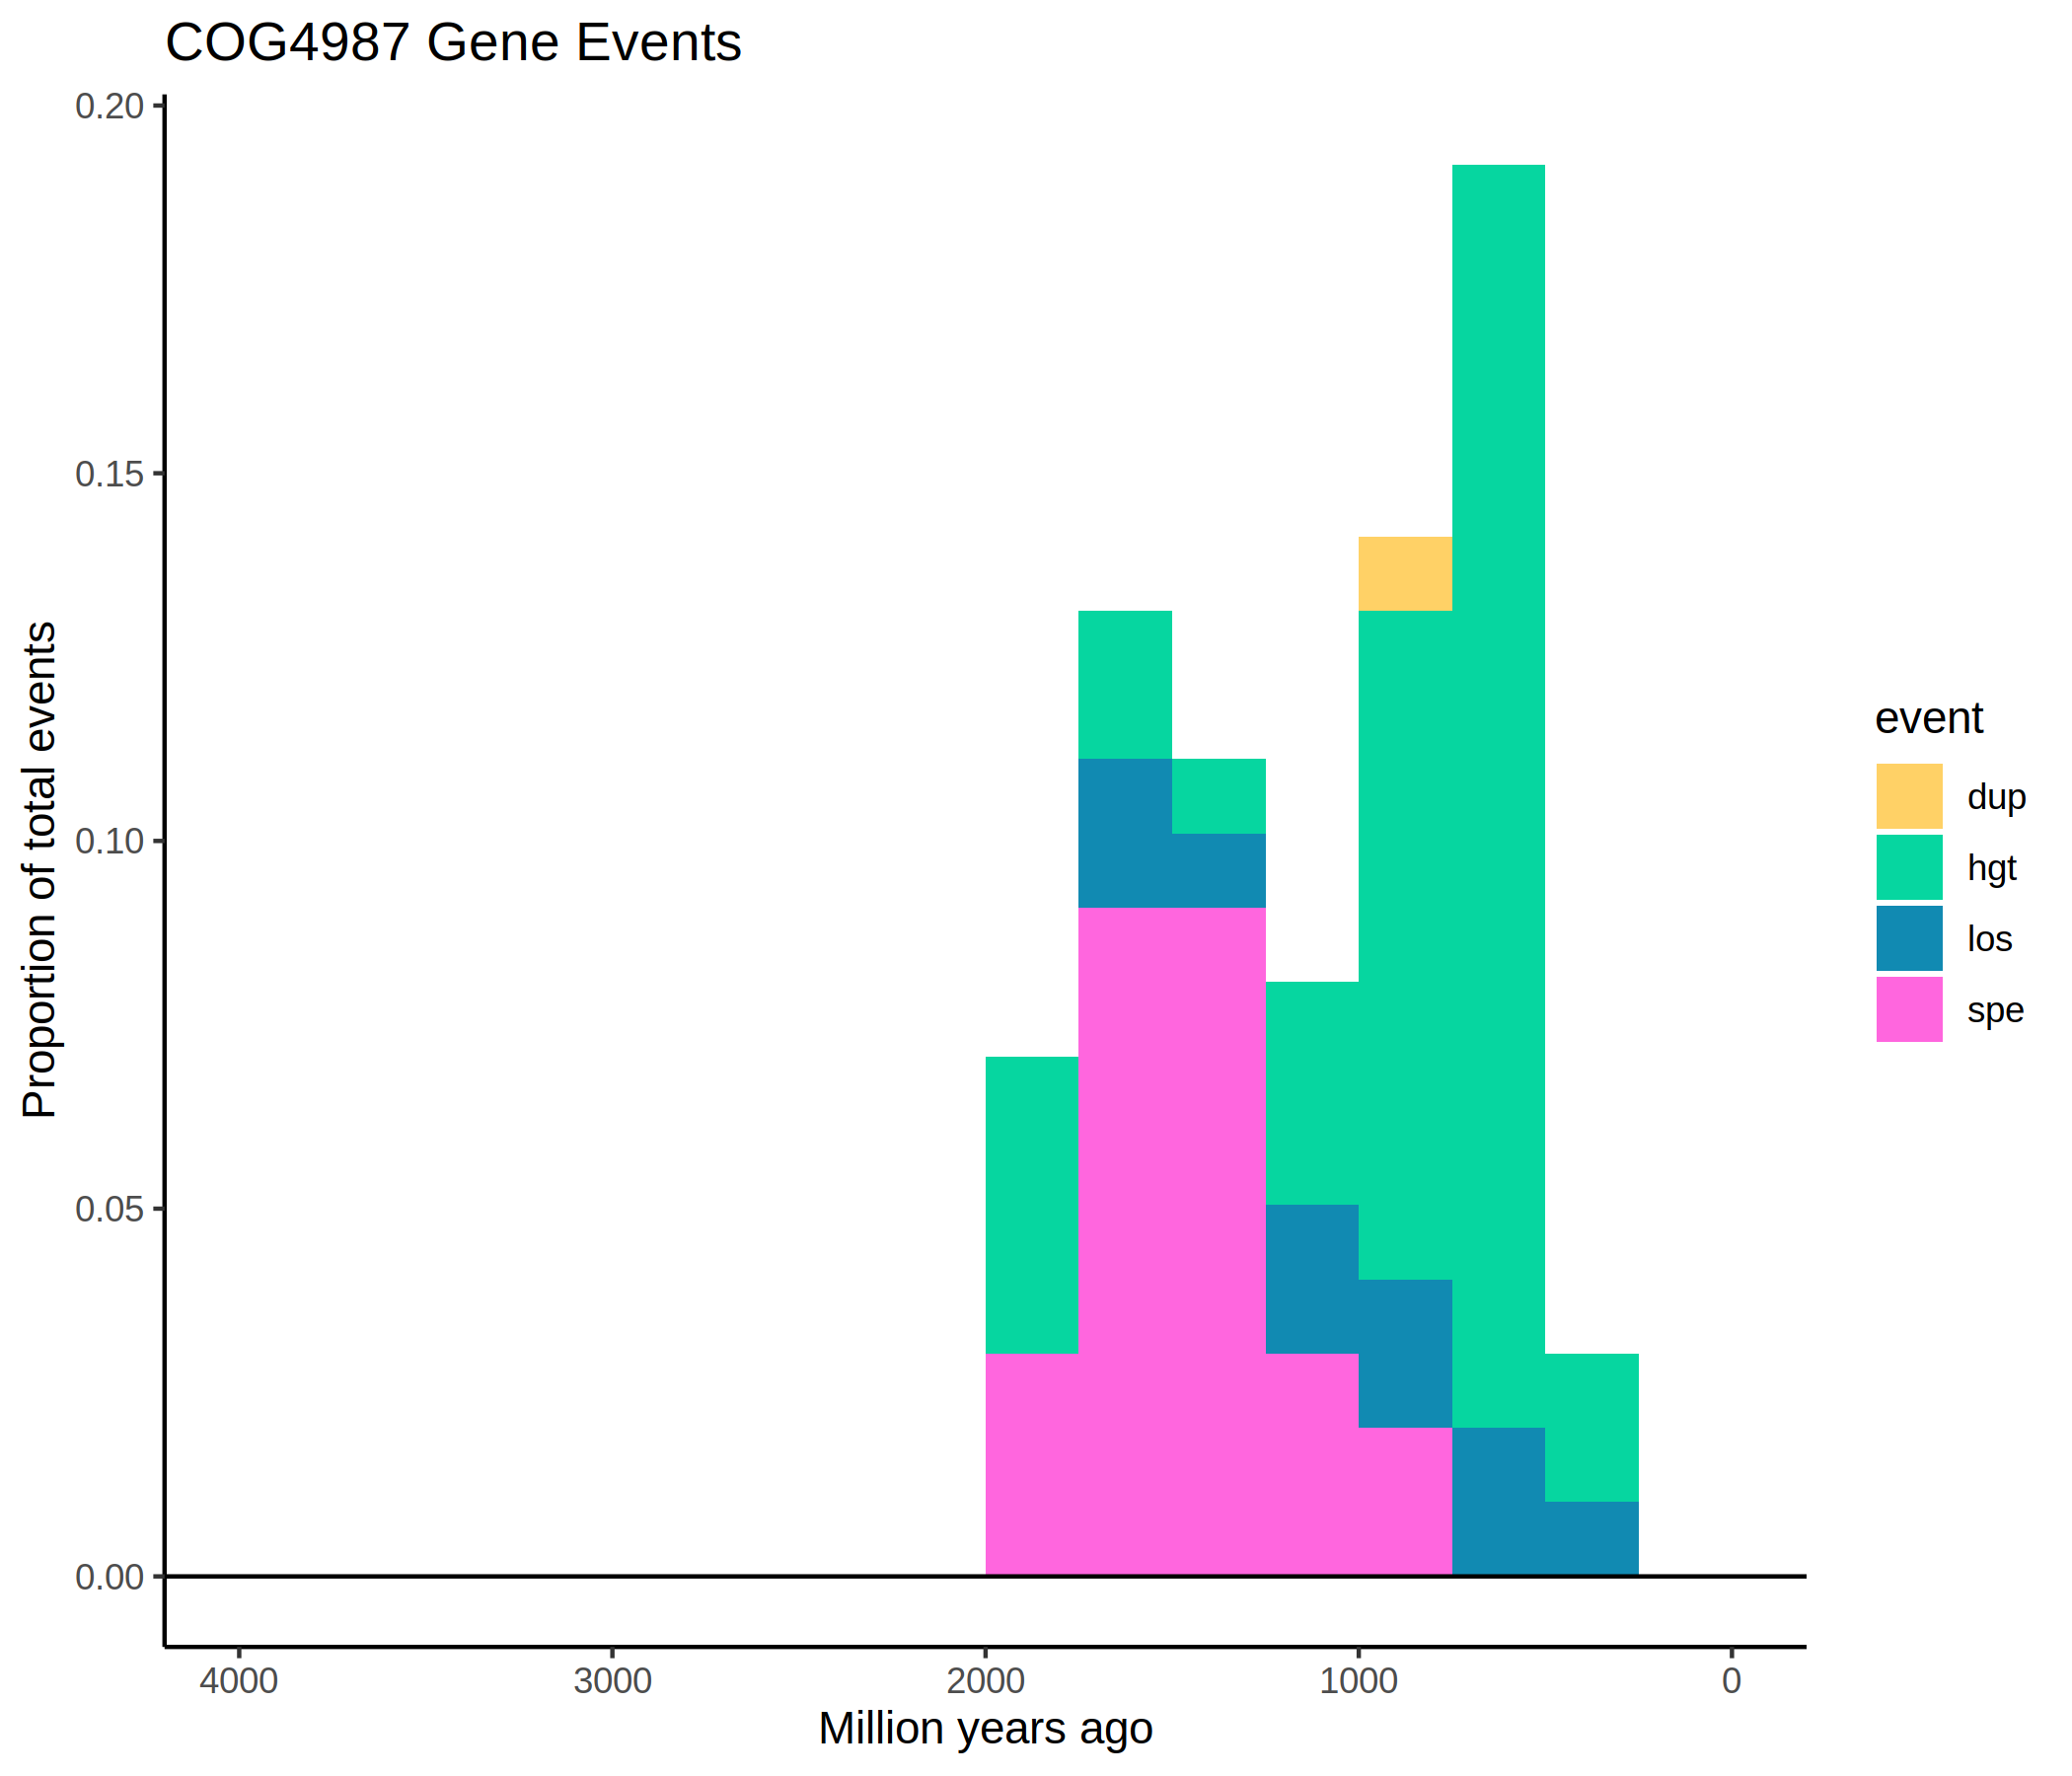 COG4987 Gene Events
0.20
0.15
0.10
0.05
0.00
Proportion of total events
4000 3000 2000 1000 0
Million years ago
event
dup
hgt
los
spe